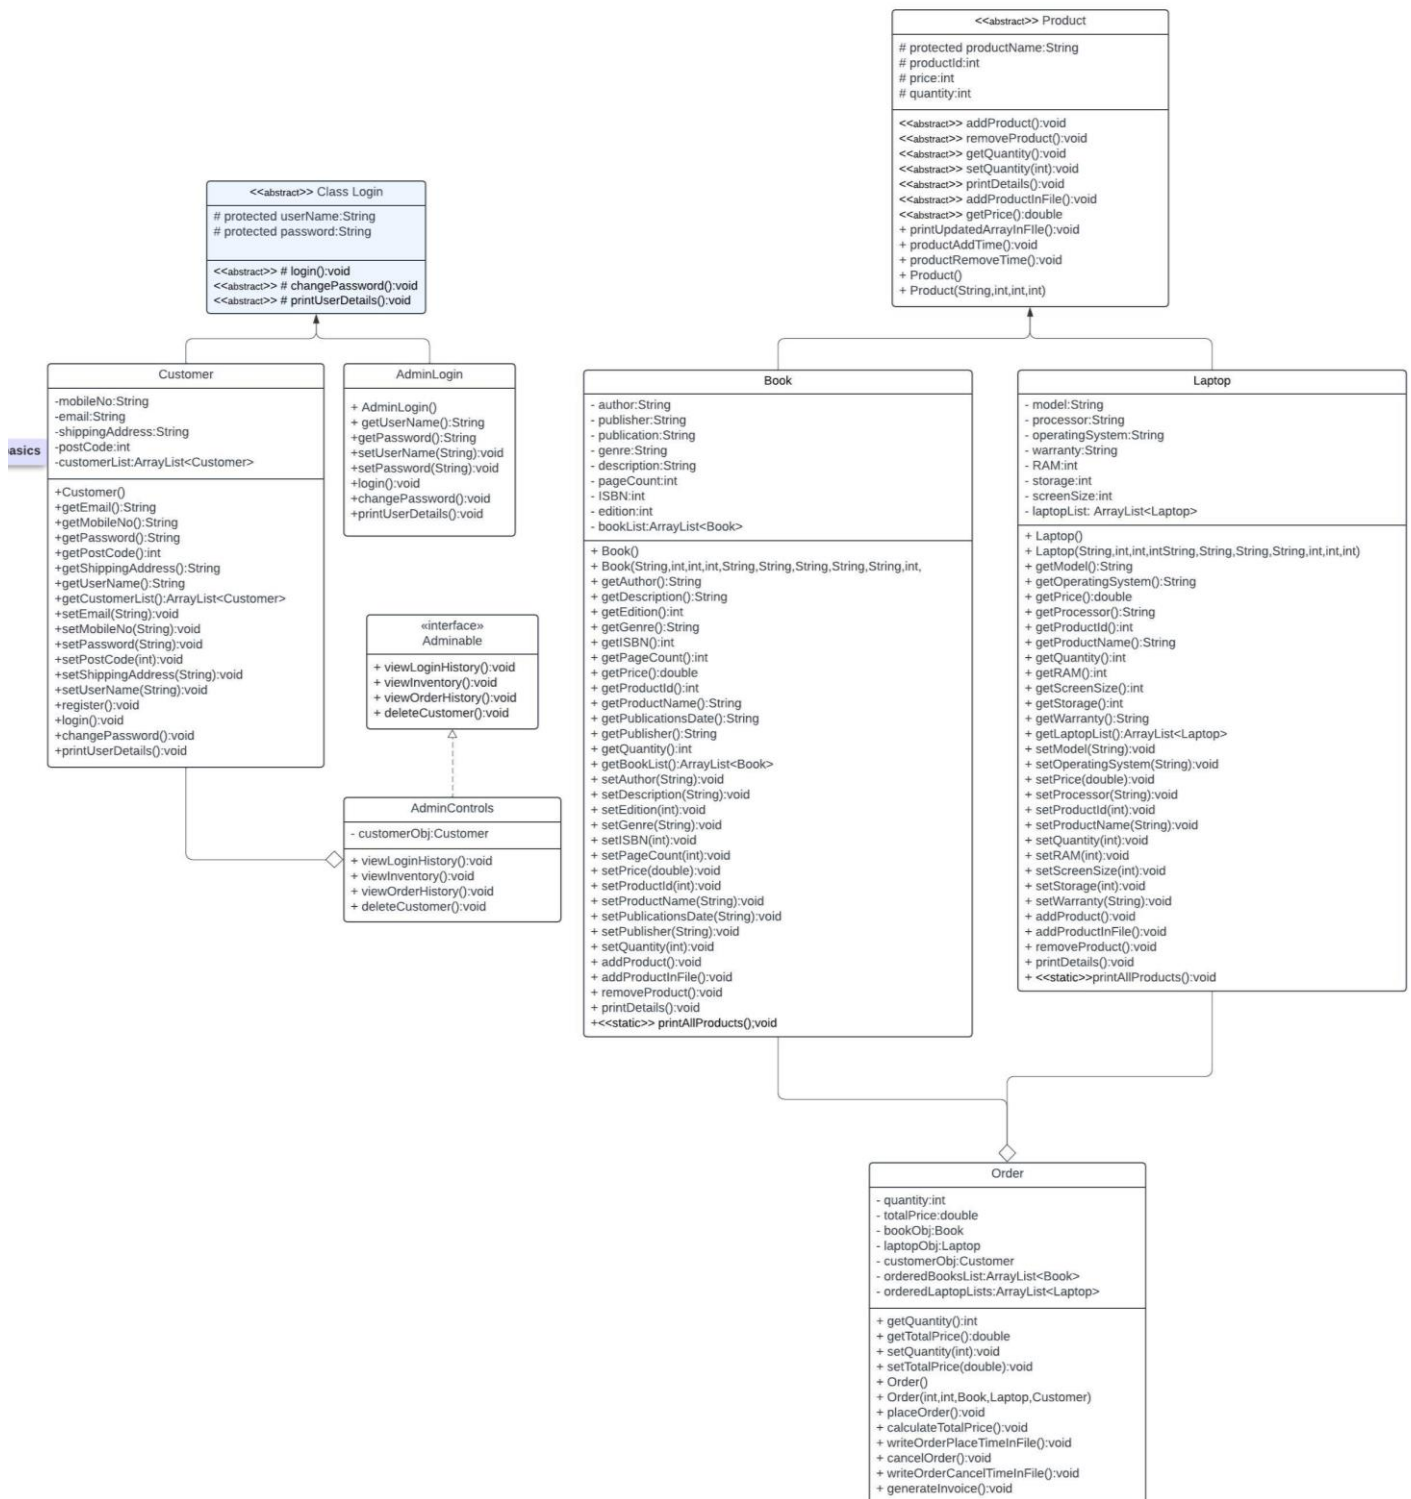 <<abstract>> Product
# protected productName:String
# productId:int
# price:int
# quantity:int
<<abstract>> addProduct():void
<<abstract>> removeProduct():void
<<abstract>> getQuantity():void
<<abstract>> setQuantity(int):void
<<abstract>> printDetails():void
<<abstract>> addProductInFile():void
<<abstract>> getPrice():double
+ printUpdatedArrayInFIle():void
+ productAddTime():void
+ productRemoveTime():void
+ Product()
+ Product(String,int,int,int)
<<abstract>> Class Login
# protected userName:String
# protected password:String
<<abstract>> # login():void
<<abstract>> # changePassword():void
<<abstract>> # printUserDetails():void
asics
Customer
-mobileNo:String
-email:String
-shippingAddress:String
-postCode:int
-customerList:ArrayList<Customer>
+Customer()
+getEmail():String
+getMobileNo():String
+getPassword():String
+getPostCode():int
+getShippingAddress():String
+getUserName():String
+getCustomerList():ArrayList<Customer>
+setEmail(String):void
+setMobileNo(String):void
+setPassword(String):void
+setPostCode(int):void
+setShippingAddress(String):void
+setUserName(String):void
+register():void
+login():void
+changePassword():void
+printUserDetails():void
AdminLogin
+ AdminLogin()
+ getUserName():String
+getPassword():String
+setUserName(String):void
+setPassword(String):void
+login():void
+changePassword():void
+printUserDetails():void
«interface»
Adminable
+ viewLoginHistory():void
+ viewInventory():void
+ viewOrderHistory():void
+ deleteCustomer():void
AdminControls
- customerObj:Customer
+ viewLoginHistory():void
+ viewInventory():void
+ viewOrderHistory():void
+ deleteCustomer():void
Book
- author:String
- publisher:String
- publication:String
- genre:String
- description:String
- pageCount:int
- ISBN:int
- edition:int
- bookList:ArrayList<Book>
+ Book()
+ Book(String,int,int,int,String,String,String,String,String,int,
+ getAuthor():String
+ getDescription():String
+ getEdition():int
+ getGenre():String
+ getISBN():int
+ getPageCount():int
+ getPrice():double
+ getProductId():int
+ getProductName():String
+ getPublicationsDate():String
+ getPublisher():String
+ getQuantity():int
+ getBookList():ArrayList<Book>
+ setAuthor(String):void
+ setDescription(String):void
+ setEdition(int):void
+ setGenre(String):void
+ setISBN(int):void
+ setPageCount(int):void
+ setPrice(double):void
+ setProductId(int):void
+ setProductName(String):void
+ setPublicationsDate(String):void
+ setPublisher(String):void
+ setQuantity(int):void
+ addProduct():void
+ addProductInFile():void
+ removeProduct():void
+ printDetails():void
+<<static>> printAllProducts();void
Laptop
- model:String
- processor:String
- operatingSystem:String
- warranty:String
- RAM:int
- storage:int
- screenSize:int
- laptopList: ArrayList<Laptop>
+ Laptop()
+ Laptop(String,int,int,intString,String,String,String,int,int,int)
+ getModel():String
+ getOperatingSystem():String
+ getPrice():double
+ getProcessor():String
+ getProductId():int
+ getProductName():String
+ getQuantity():int
+ getRAM():int
+ getScreenSize():int
+ getStorage():int
+ getWarranty():String
+ getLaptopList():ArrayList<Laptop>
+ setModel(String):void
+ setOperatingSystem(String):void
+ setPrice(double):void
+ setProcessor(String):void
+ setProductId(int):void
+ setProductName(String):void
+ setQuantity(int):void
+ setRAM(int):void
+ setScreenSize(int):void
+ setStorage(int):void
+ setWarranty(String):void
+ addProduct():void
+ addProductInFile():void
+ removeProduct():void
+ printDetails():void
+ <<static>>printAllProducts():void
Order
- quantity:int
- totalPrice:double
- bookObj:Book
- laptopObj:Laptop
- customerObj:Customer
- orderedBooksList:ArrayList<Book>
- orderedLaptopLists:ArrayList<Laptop>
+ getQuantity():int
+ getTotalPrice():double
+ setQuantity(int):void
+ setTotalPrice(double):void
+ Order()
+ Order(int,int,Book,Laptop,Customer)
+ placeOrder():void
+ calculateTotalPrice():void
+ writeOrderPlaceTimeInFile():void
+ cancelOrder():void
+ writeOrderCancelTimeInFile():void
+ generateInvoice():void